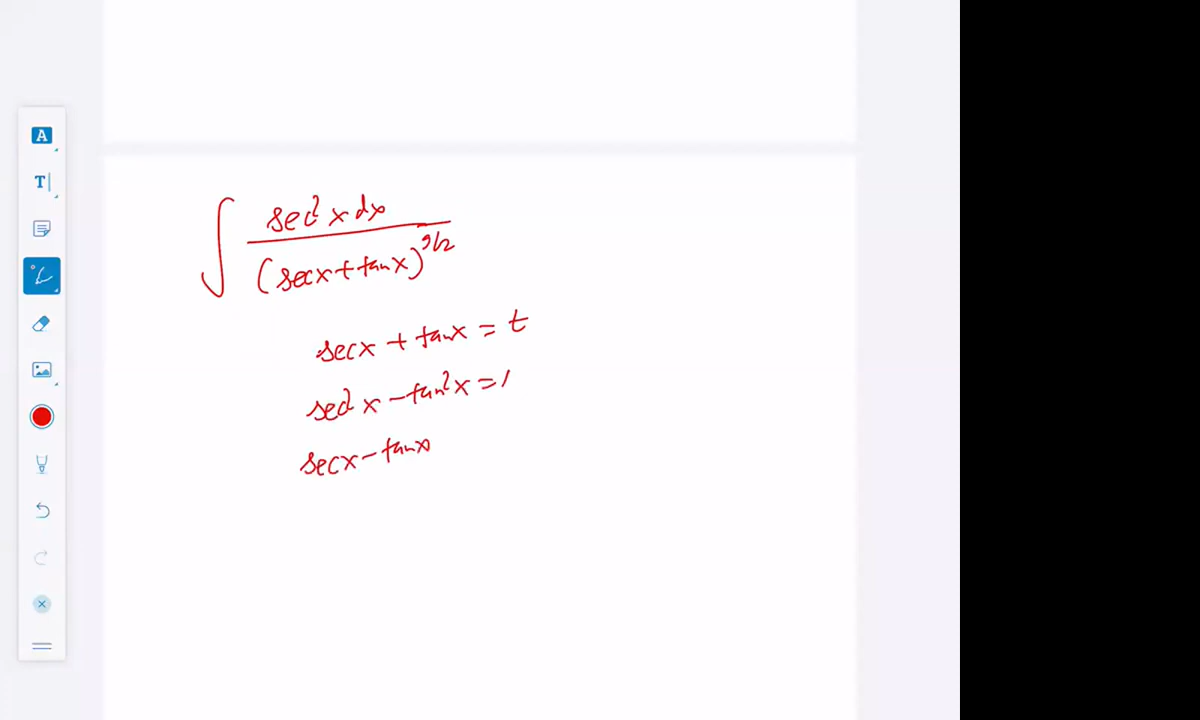 ∫ sec²x dx / (secx + tanx)^9/2
secx + tanx = t
sec²x − tan²x = 1
secx − tanx